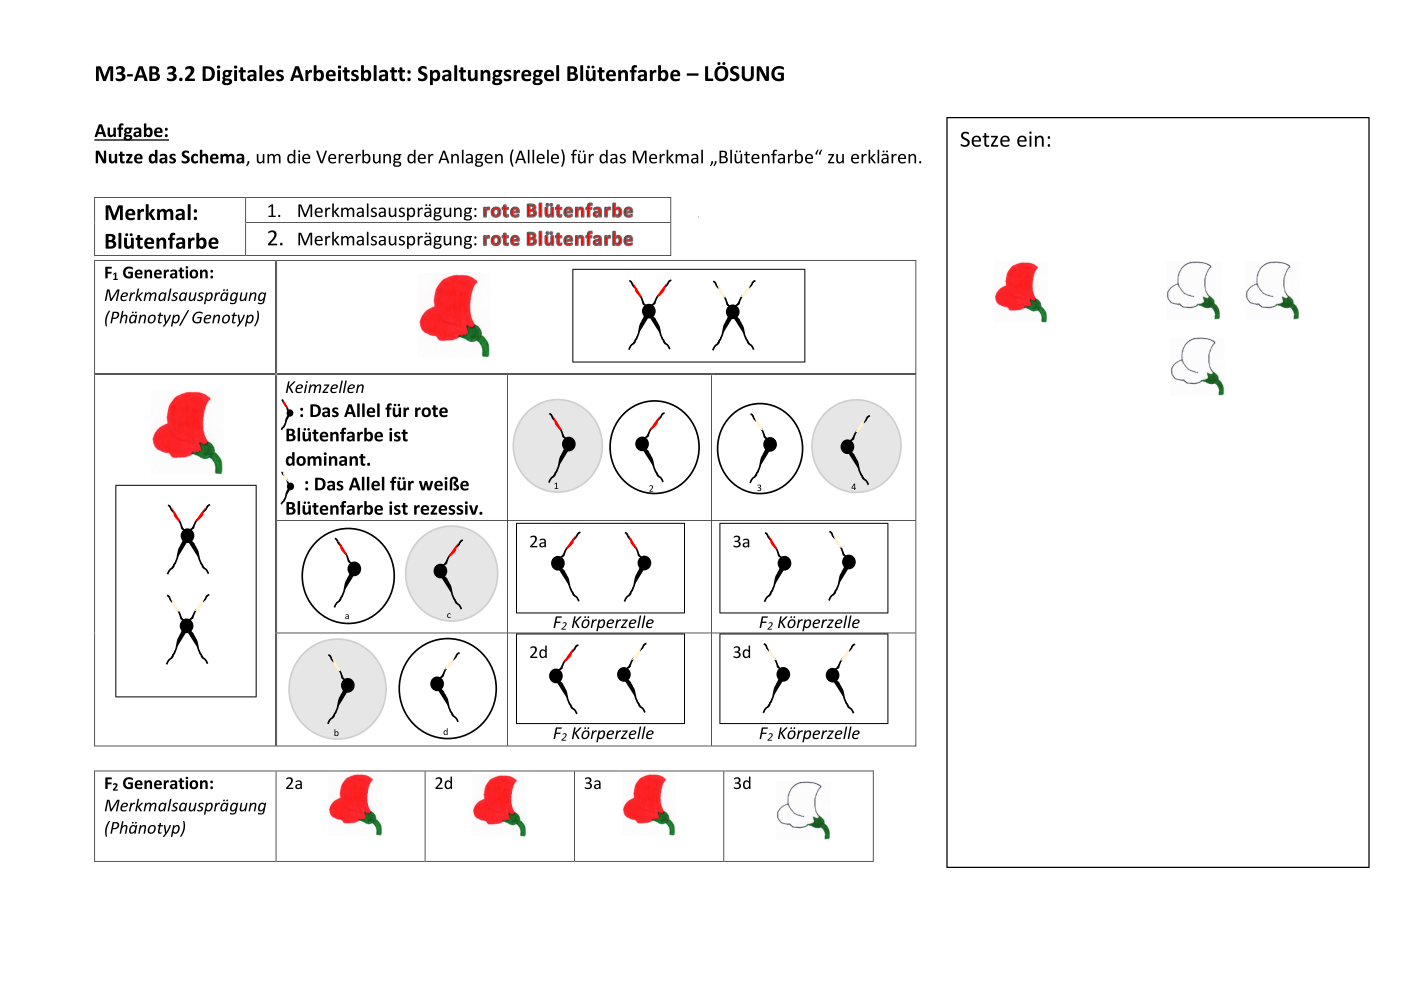 M3-AB 3.2 Digitales Arbeitsblatt: Spaltungsregel Blütenfarbe – LÖSUNG
Aufgabe:
Nutze das Schema, um die Vererbung der Anlagen (Allele) für das Merkmal „Blütenfarbe“ zu erklären.
Setze ein:
Merkmal:
Blütenfarbe
1. Merkmalsausprägung: rote Blütenfarbe
2. Merkmalsausprägung: rote Blütenfarbe
F₁ Generation:
Merkmalsausprägung
(Phänotyp/ Genotyp)
Keimzellen
: Das Allel für rote
Blütenfarbe ist
dominant.
: Das Allel für weiße
Blütenfarbe ist rezessiv.
1
2
3
4
a
c
2a
F₂ Körperzelle
3a
F₂ Körperzelle
b
d
2d
F₂ Körperzelle
3d
F₂ Körperzelle
F₂ Generation:
Merkmalsausprägung
(Phänotyp)
2a
2d
3a
3d